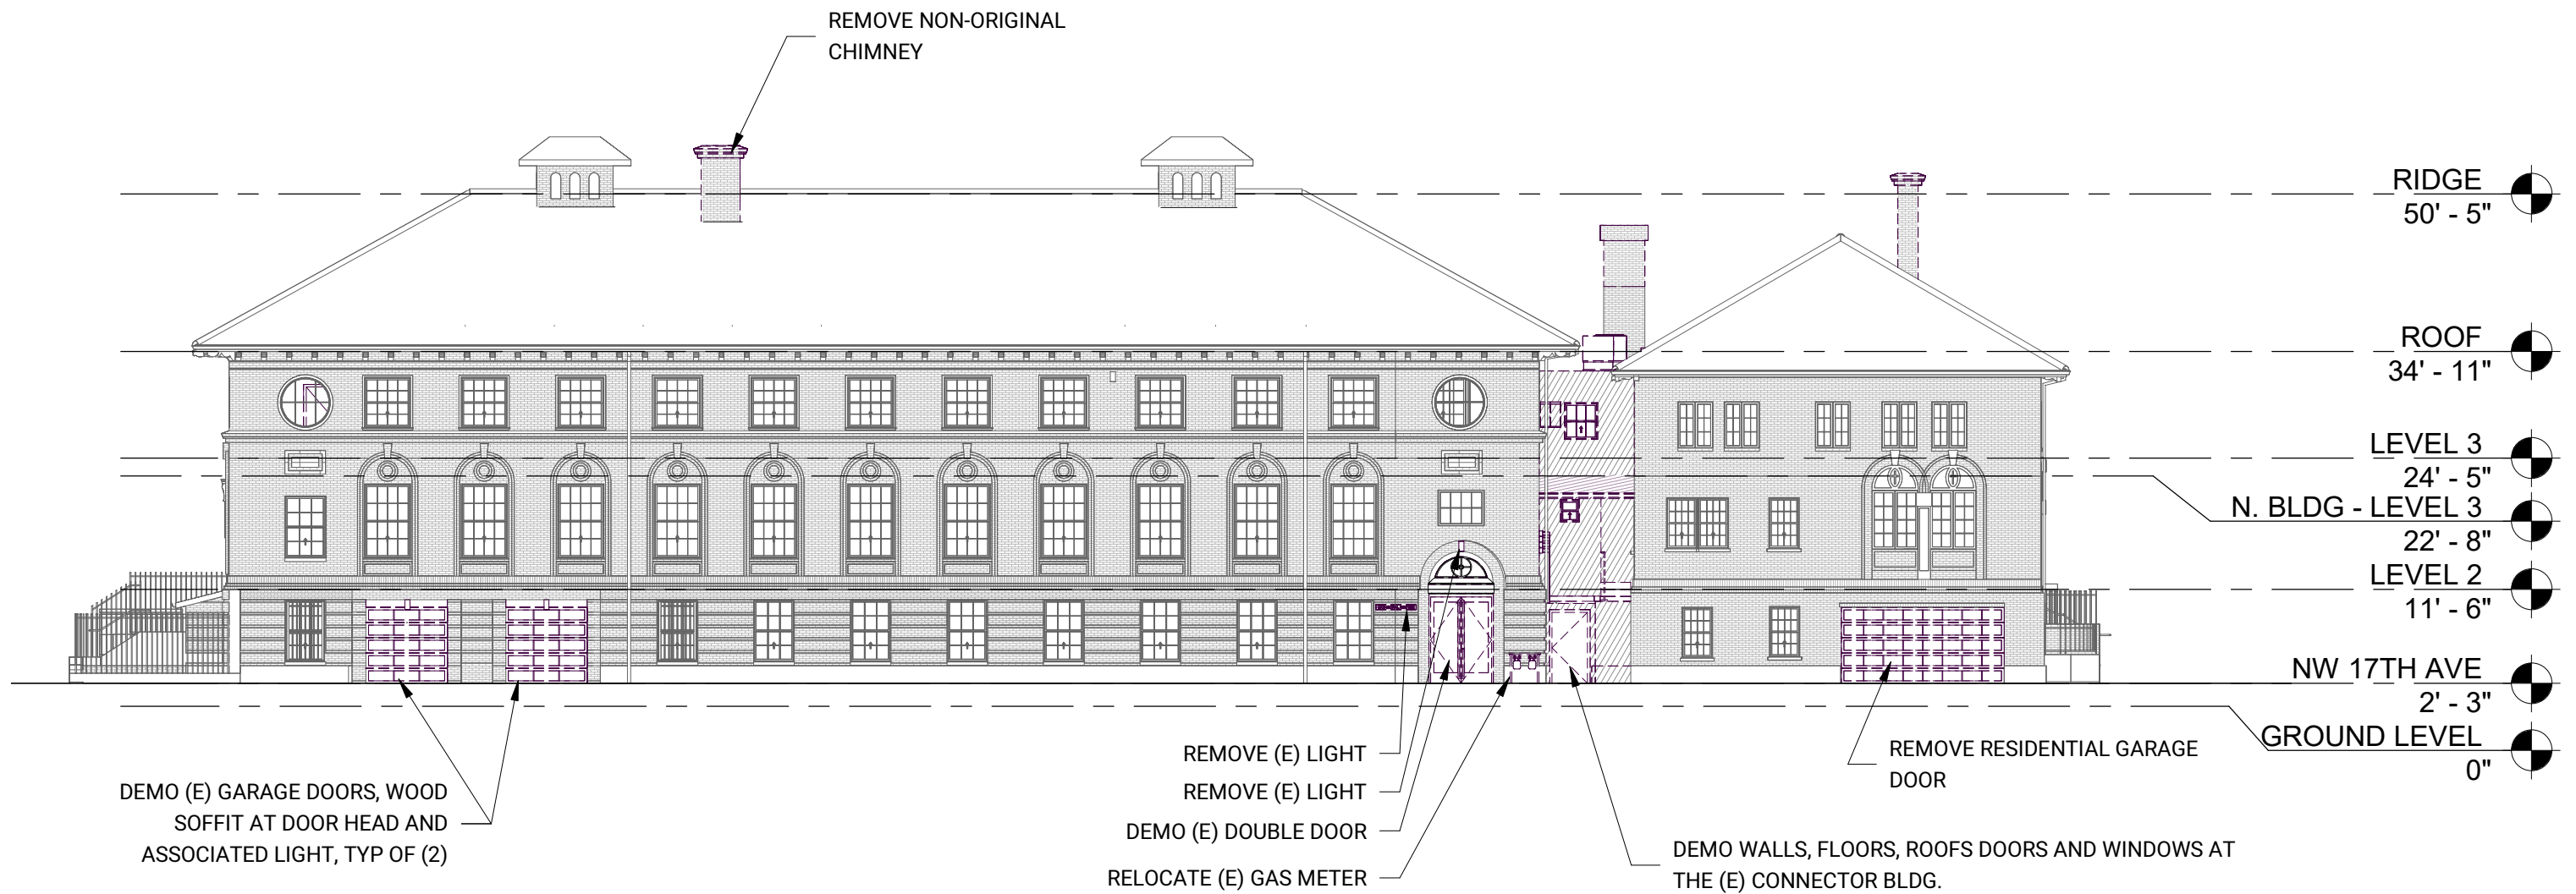 REMOVE NON-ORIGINAL
CHIMNEY
RIDGE
50' - 5"
ROOF
34' - 11"
LEVEL 3
24' - 5"
N. BLDG - LEVEL 3
22' - 8"
LEVEL 2
11' - 6"
NW 17TH AVE
2' - 3"
GROUND LEVEL
0"
DEMO (E) GARAGE DOORS, WOOD
SOFFIT AT DOOR HEAD AND
ASSOCIATED LIGHT, TYP OF (2)
REMOVE (E) LIGHT
REMOVE (E) LIGHT
DEMO (E) DOUBLE DOOR
RELOCATE (E) GAS METER
DEMO WALLS, FLOORS, ROOFS DOORS AND WINDOWS AT
THE (E) CONNECTOR BLDG.
REMOVE RESIDENTIAL GARAGE
DOOR